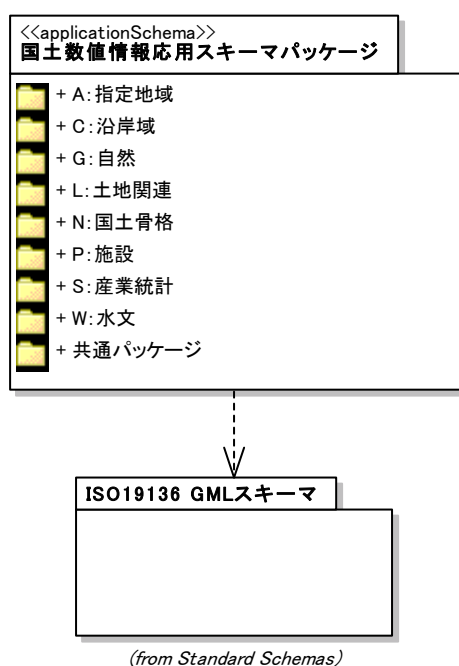 <<applicationSchema>>
国土数値情報応用スキーマパッケージ
+ A:指定地域
+ C:沿岸域
+ G:自然
+ L:土地関連
+ N:国土骨格
+ P:施設
+ S:産業統計
+ W:水文
+ 共通パッケージ
ISO19136 GMLスキーマ
(from Standard Schemas)